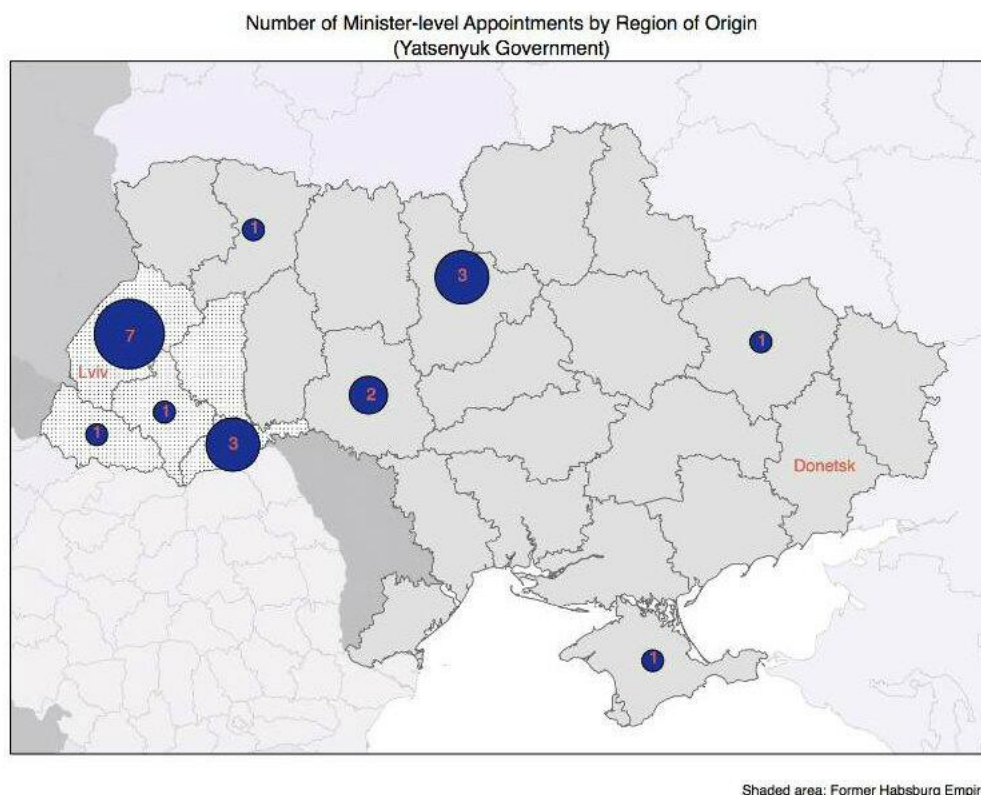 Number of Minister-level Appointments by Region of Origin
(Yatsenyuk Government)
1
3
7
1
Lviv
2
1
1
3
Donetsk
1
Shaded area: Former Habsburg Empir